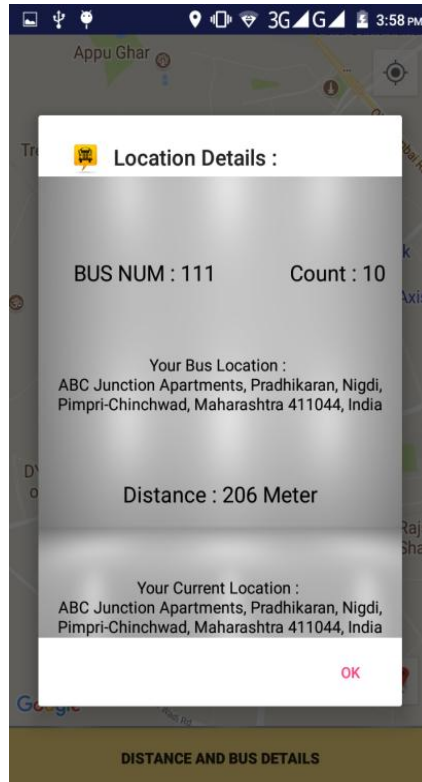 3G G 3:58 PM
Appu Ghar
Location Details :
BUS NUM : 111 Count : 10
Your Bus Location :
ABC Junction Apartments, Pradhikaran, Nigdi,
Pimpri-Chinchwad, Maharashtra 411044, India
Distance : 206 Meter
Your Current Location :
ABC Junction Apartments, Pradhikaran, Nigdi,
Pimpri-Chinchwad, Maharashtra 411044, India
OK
DISTANCE AND BUS DETAILS